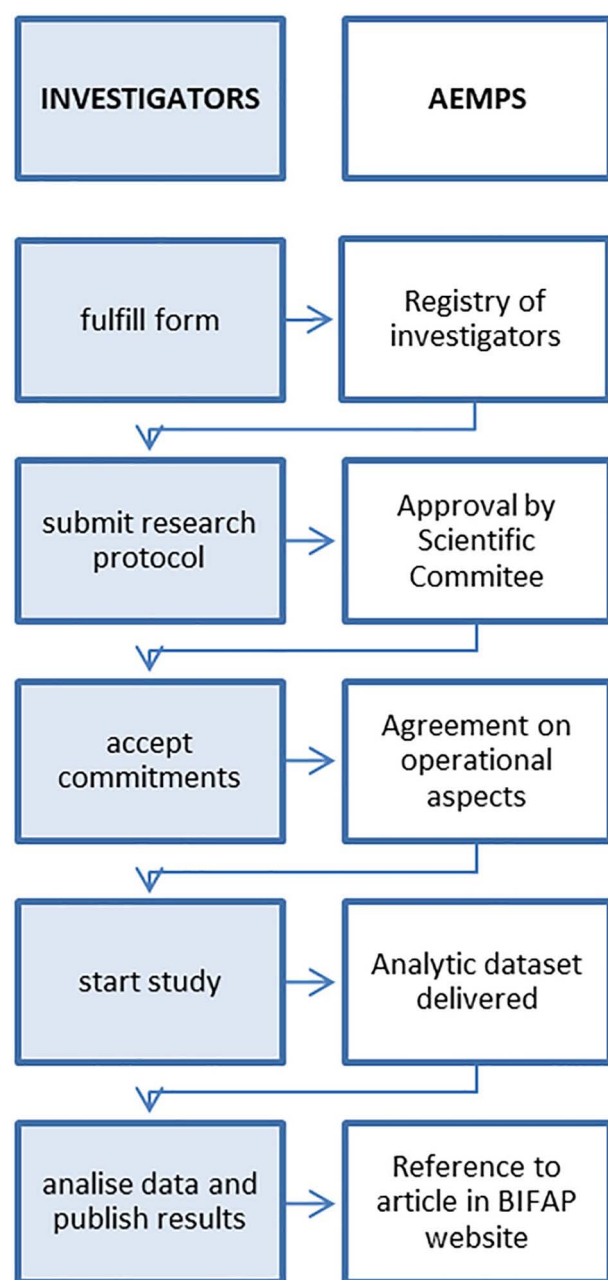 INVESTIGATORS
AEMPS
fulfill form
Registry of
investigators
submit research
protocol
Approval by
Scientific
Commitee
accept
commitments
Agreement on
operational
aspects
start study
Analytic dataset
delivered
analise data and
publish results
Reference to
article in BIFAP
website